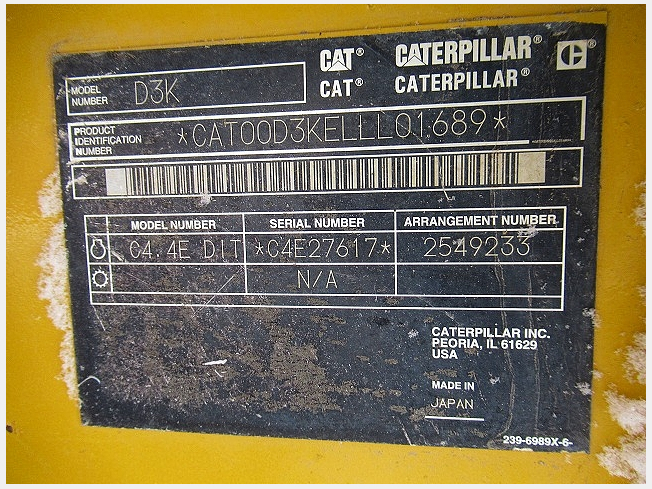 CAT® CATERPILLAR® C®
CAT® CATERPILLAR®
MODEL NUMBER D3K
PRODUCT IDENTIFICATION NUMBER *CAT00D3KELLL01689*
MODEL NUMBER SERIAL NUMBER ARRANGEMENT NUMBER
C4.4E DIT *C4E27617* 2549233
N/A
CATERPILLAR INC.
PEORIA, IL 61629
USA
MADE IN
JAPAN
239-6989X-6-